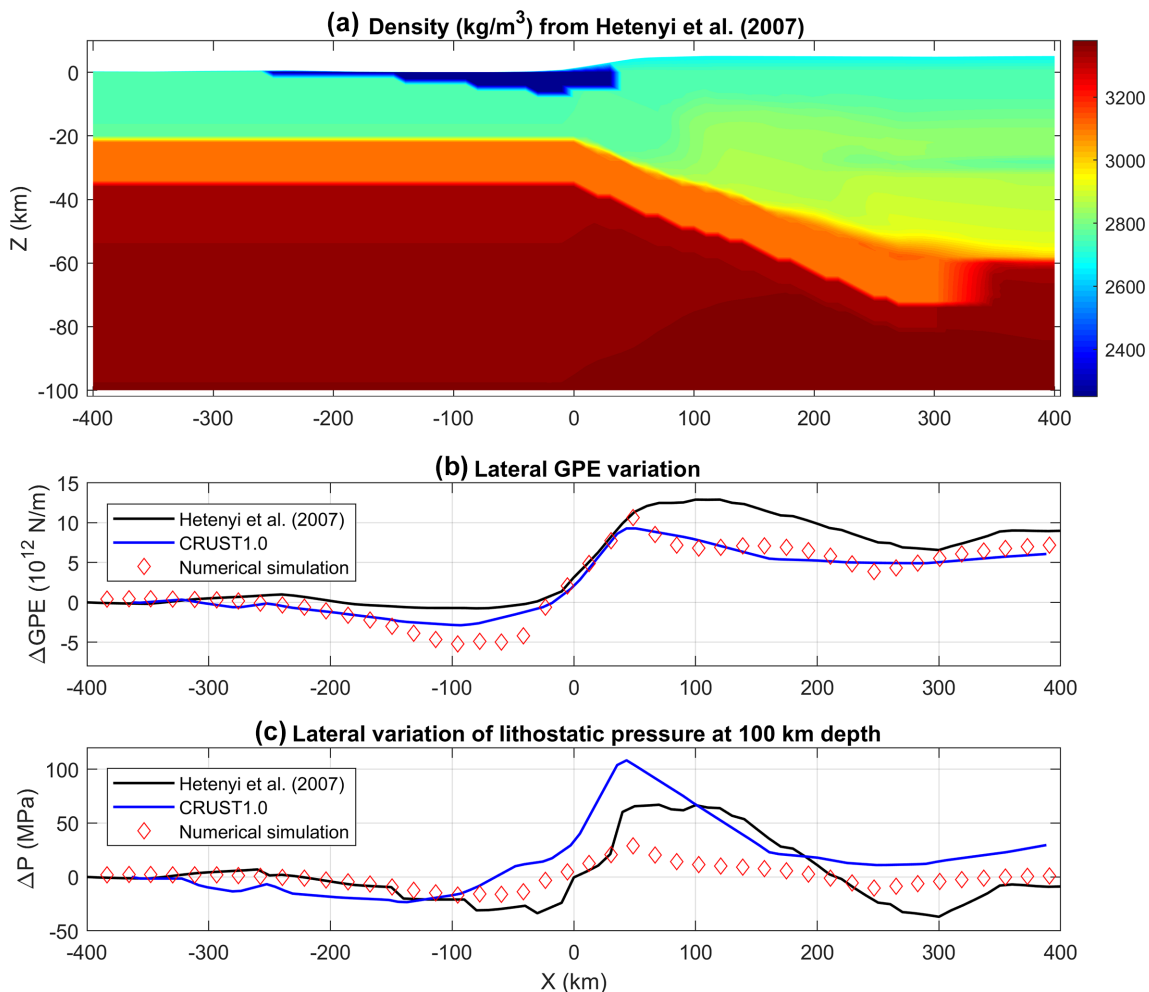 (a) Density (kg/m³) from Hetenyi et al. (2007)
0
-20
-40
-60
-80
-100
Z (km)
-400 -300 -200 -100 0 100 200 300 400
3200
3000
2800
2600
2400
(b) Lateral GPE variation
15
10
5
0
-5
ΔGPE (10¹² N/m)
Hetenyi et al. (2007)
CRUST1.0
Numerical simulation
-400 -300 -200 -100 0 100 200 300 400
(c) Lateral variation of lithostatic pressure at 100 km depth
100
50
0
-50
ΔP (MPa)
Hetenyi et al. (2007)
CRUST1.0
Numerical simulation
-400 -300 -200 -100 0 100 200 300 400
X (km)